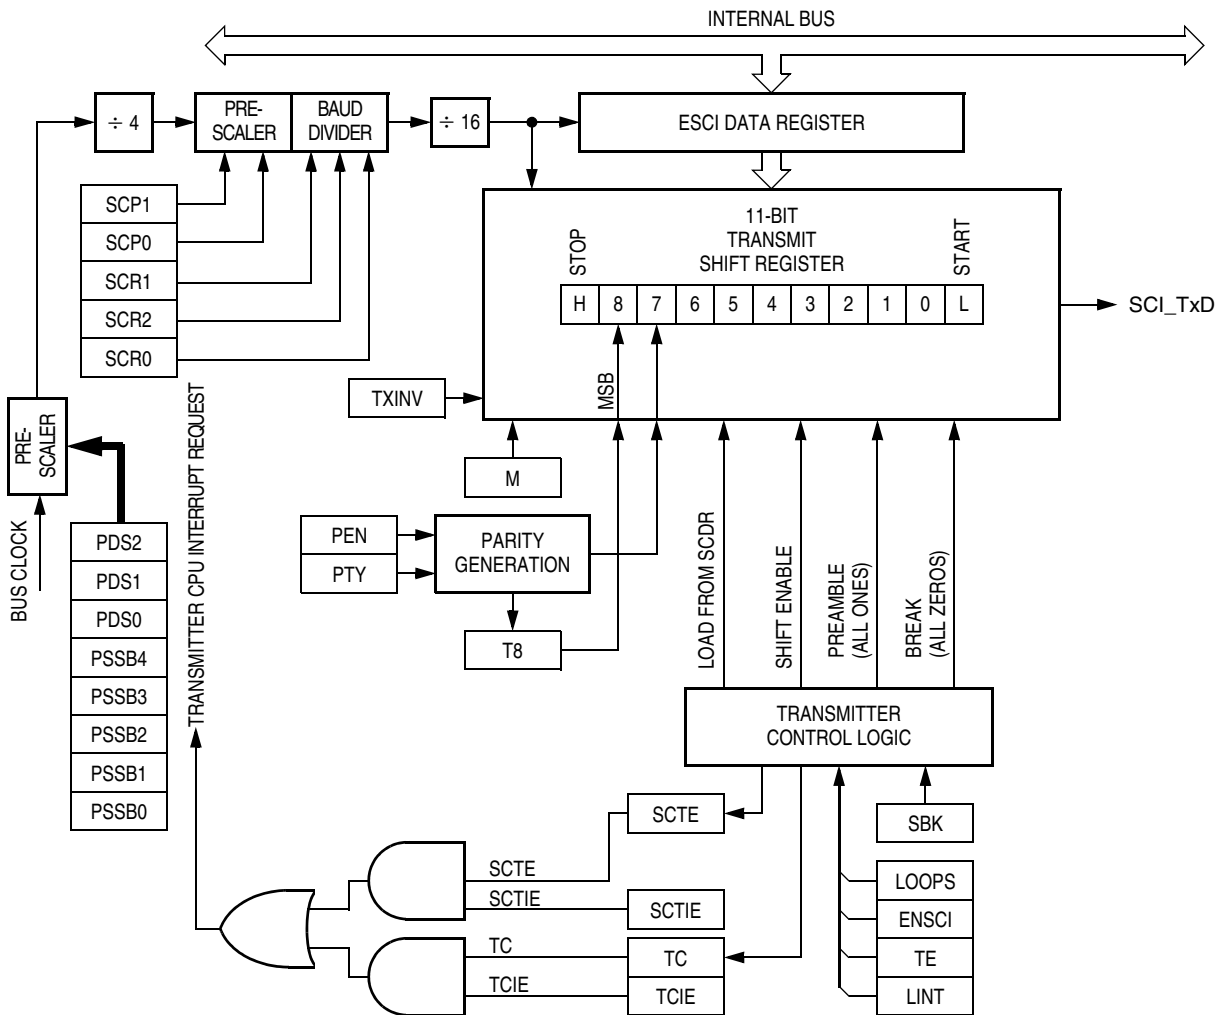 INTERNAL BUS
÷ 4
PRE-
SCALER
BAUD
DIVIDER
÷ 16
ESCI DATA REGISTER
SCP1
SCP0
SCR1
SCR2
SCR0
11-BIT
TRANSMIT
SHIFT REGISTER
STOP
START
H 8 7 6 5 4 3 2 1 0 L
SCI_TxD
MSB
TXINV
M
PRE-
SCALER
BUS CLOCK
TRANSMITTER CPU INTERRUPT REQUEST
PDS2
PDS1
PDS0
PSSB4
PSSB3
PSSB2
PSSB1
PSSB0
PEN
PTY
PARITY
GENERATION
T8
LOAD FROM SCDR
SHIFT ENABLE
PREAMBLE
(ALL ONES)
BREAK
(ALL ZEROS)
TRANSMITTER
CONTROL LOGIC
SCTE
SBK
SCTE
SCTIE
SCTIE
TC
TC
TCIE
TCIE
LOOPS
ENSCI
TE
LINT